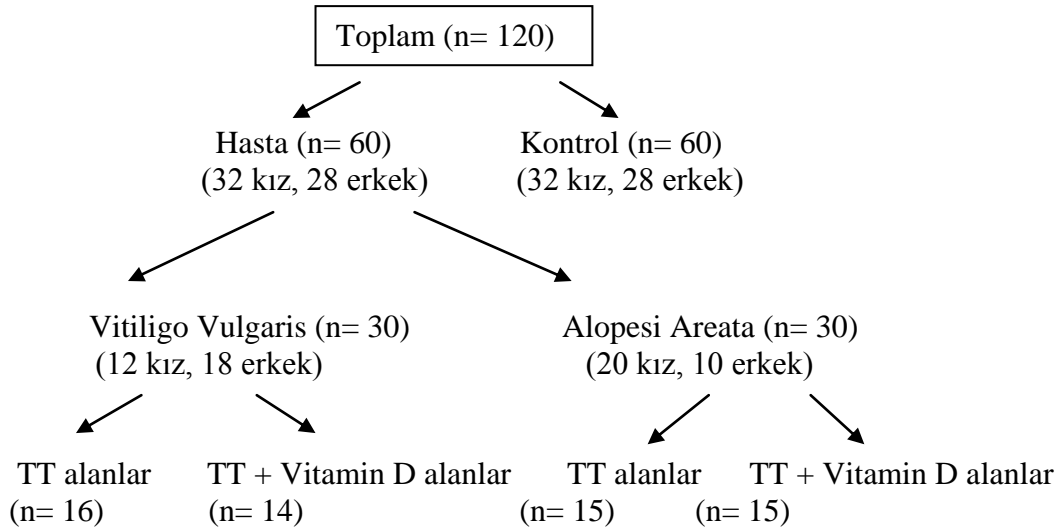 Toplam (n= 120)
Hasta (n= 60) Kontrol (n= 60)
(32 kız, 28 erkek) (32 kız, 28 erkek)
Vitiligo Vulgaris (n= 30) Alopesi Areata (n= 30)
(12 kız, 18 erkek) (20 kız, 10 erkek)
TT alanlar TT + Vitamin D alanlar TT alanlar TT + Vitamin D alanlar
(n= 16) (n= 14) (n= 15) (n= 15)